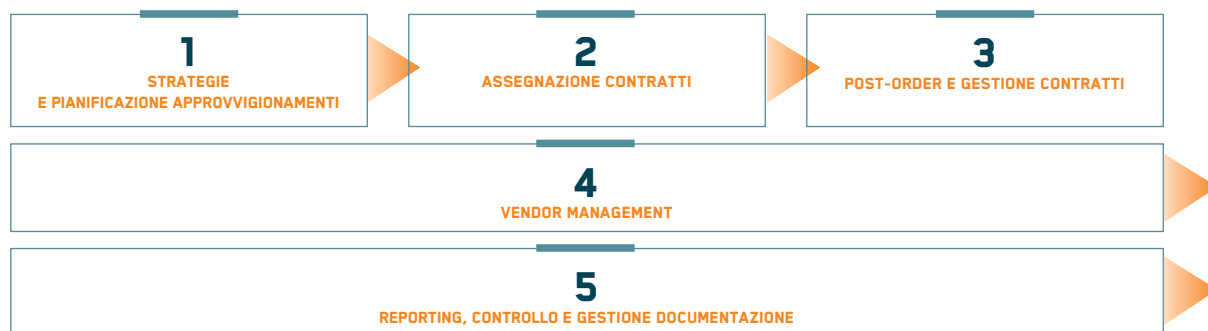 1
STRATEGIE
E PIANIFICAZIONE APPROVVIGIONAMENTI
2
ASSEGNAZIONE CONTRATTI
3
POST-ORDER E GESTIONE CONTRATTI
4
VENDOR MANAGEMENT
5
REPORTING, CONTROLLO E GESTIONE DOCUMENTAZIONE